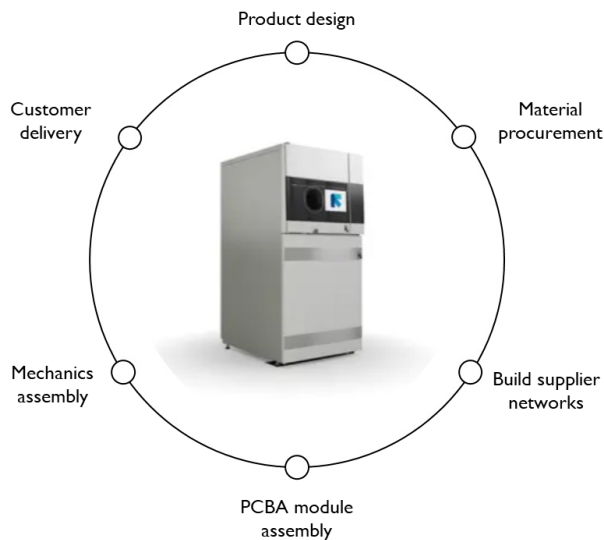 Product design
Material
procurement
Build supplier
networks
PCBA module
assembly
Mechanics
assembly
Customer
delivery